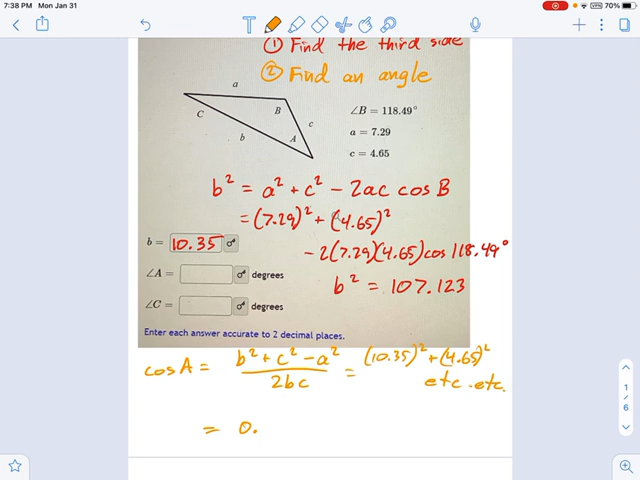 7:38 PM Mon Jan 31
VPN 70%
① Find the third side
② Find an angle
a
B
C
c
A
b
∠B = 118.49°
a = 7.29
c = 4.65
b² = a² + c² - 2ac cos B
= (7.29)² + (4.65)²
- 2(7.29)(4.65) cos 118.49°
b = 10.35
b² = 107.123
∠A = degrees
∠C = degrees
Enter each answer accurate to 2 decimal places.
cos A = b² + c² - a² / 2bc = (10.35)² + (4.65)²
etc. etc.
= 0.
1 / 6